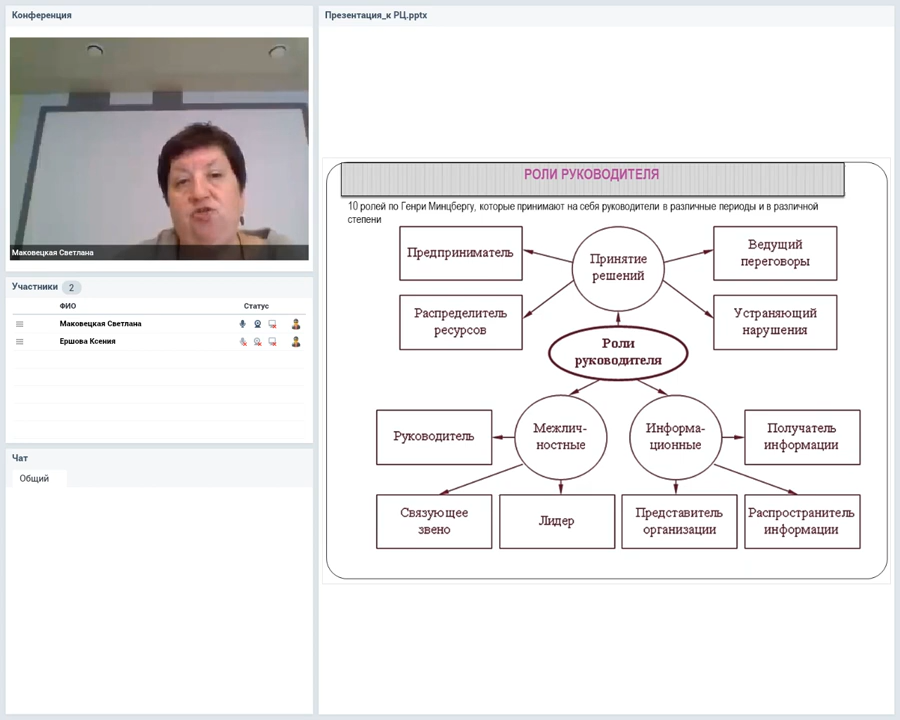 Конференция
Маковецкая Светлана
Участники 2
ФИО Статус
Маковецкая Светлана
Ершова Ксения
Чат
Общий
Презентация_к РЦ.pptx
РОЛИ РУКОВОДИТЕЛЯ
10 ролей по Генри Минцбергу, которые принимают на себя руководители в различные периоды и в различной
степени
Предприниматель
Принятие
решений
Ведущий
переговоры
Распределитель
ресурсов
Устраняющий
нарушения
Роли
руководителя
Руководитель
Межлич-
ностные
Информа-
ционные
Получатель
информации
Связующее
звено
Лидер
Представитель
организации
Распространитель
информации